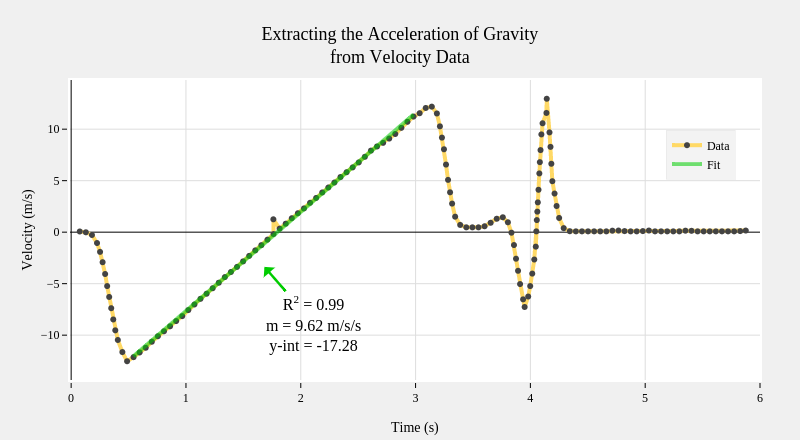 Extracting the Acceleration of Gravity
from Velocity Data
Velocity (m/s)
10
5
0
−5
−10
Data
Fit
R² = 0.99
m = 9.62 m/s/s
y-int = -17.28
0 1 2 3 4 5 6
Time (s)